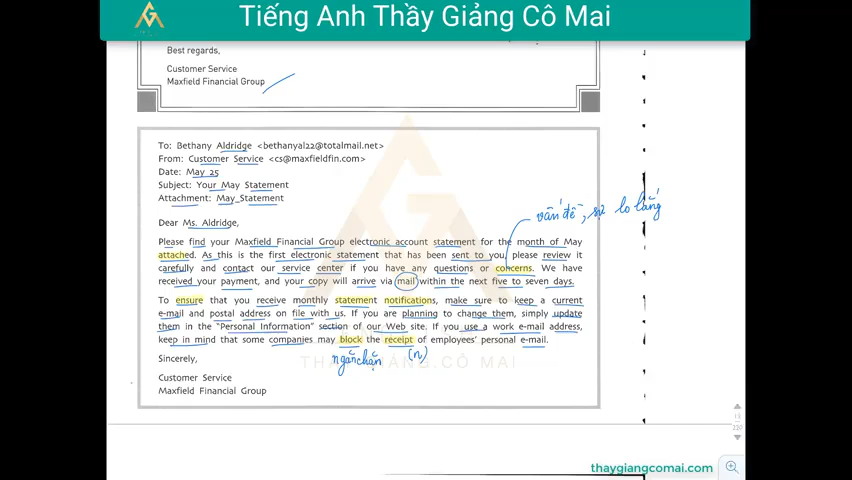 Tiếng Anh Thầy Giảng Cô Mai
Best regards,
Customer Service
Maxfield Financial Group
To: Bethany Aldridge <bethanyal22@totalmail.net>
From: Customer Service <cs@maxfieldfin.com>
Date: May 25
Subject: Your May Statement
Attachment: May_Statement
vấn đề, sự lo lắng
Dear Ms. Aldridge,
Please find your Maxfield Financial Group electronic account statement for the month of May
attached. As this is the first electronic statement that has been sent to you, please review it
carefully and contact our service center if you have any questions or concerns. We have
received your payment, and your copy will arrive via mail within the next five to seven days.
To ensure that you receive monthly statement notifications, make sure to keep a current
e-mail and postal address on file with us. If you are planning to change them, simply update
them in the "Personal Information" section of our Web site. If you use a work e-mail address,
keep in mind that some companies may block the receipt of employees' personal e-mail.
ngăn chặn (n)
Sincerely,
THẦY GIẢNG CÔ MAI
Customer Service
Maxfield Financial Group
thaygiangcomai.com